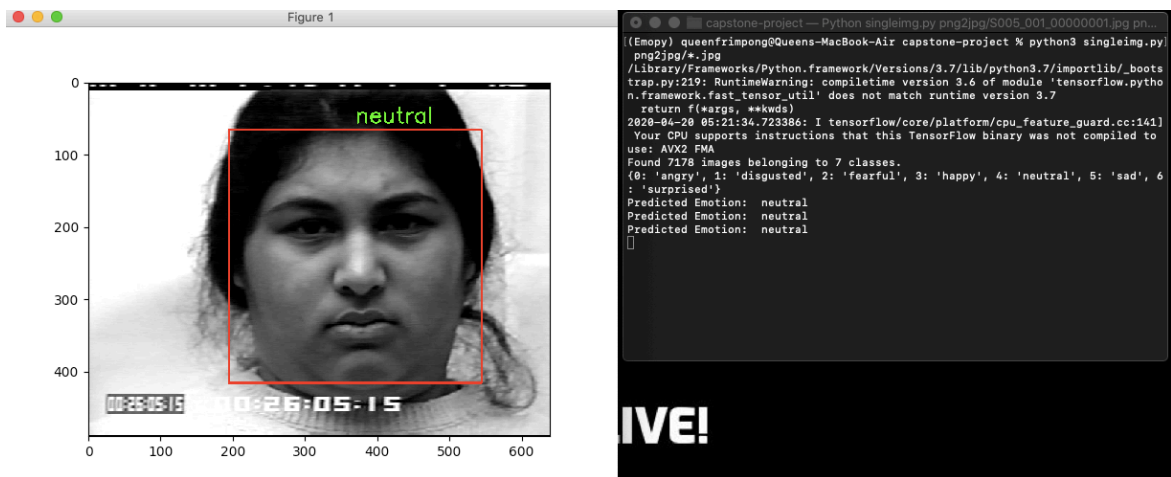 Figure 1
neutral
0
100
200
300
400
00:26:05:15 00:26:05:15
0 100 200 300 400 500 600
capstone-project — Python singleimg.py png2jpg/S005_001_00000001.jpg pn...
(Emopy) queenfrimpong@Queens-MacBook-Air capstone-project % python3 singleimg.py
png2jpg/*.jpg
/Library/Frameworks/Python.framework/Versions/3.7/lib/python3.7/importlib/_boots
trap.py:219: RuntimeWarning: compiletime version 3.6 of module 'tensorflow.pytho
n.framework.fast_tensor_util' does not match runtime version 3.7
return f(*args, **kwds)
2020-04-20 05:21:34.723386: I tensorflow/core/platform/cpu_feature_guard.cc:141]
Your CPU supports instructions that this TensorFlow binary was not compiled to
use: AVX2 FMA
Found 7178 images belonging to 7 classes.
{0: 'angry', 1: 'disgusted', 2: 'fearful', 3: 'happy', 4: 'neutral', 5: 'sad', 6
: 'surprised'}
Predicted Emotion:  neutral
Predicted Emotion:  neutral
Predicted Emotion:  neutral
IVE!